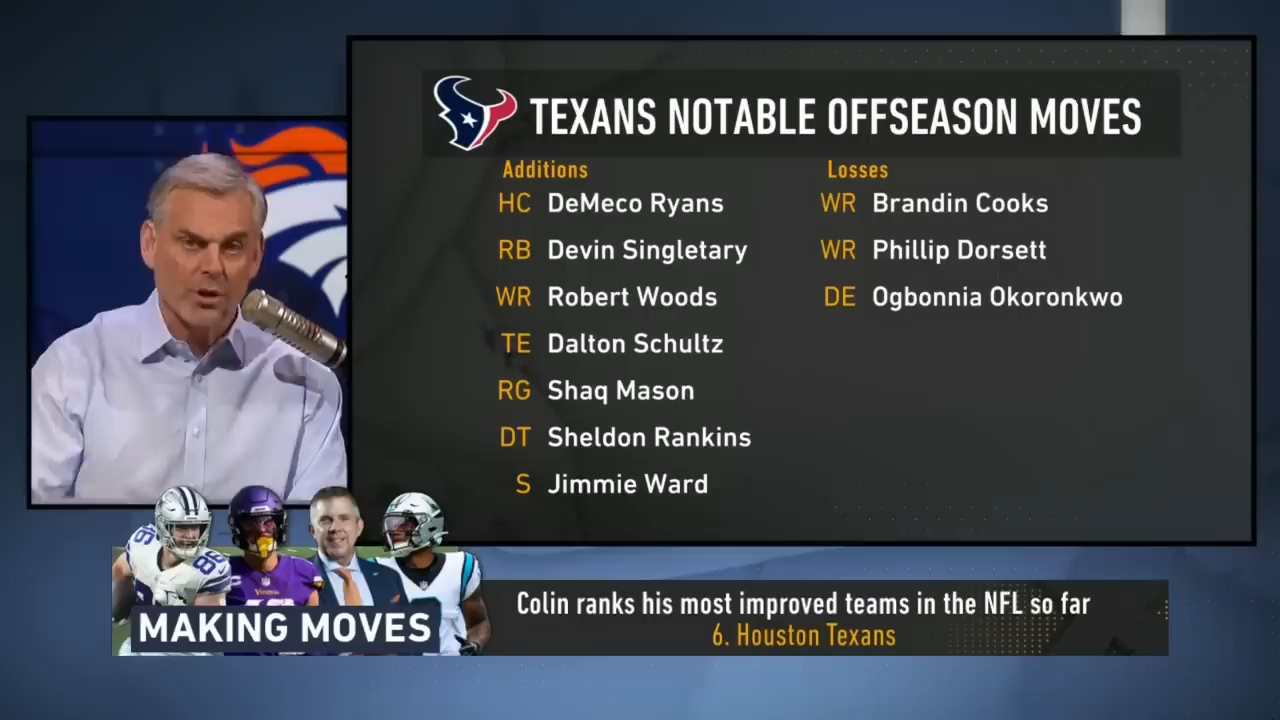 TEXANS NOTABLE OFFSEASON MOVES
Additions
HC DeMeco Ryans
RB Devin Singletary
WR Robert Woods
TE Dalton Schultz
RG Shaq Mason
DT Sheldon Rankins
S Jimmie Ward
Losses
WR Brandin Cooks
WR Phillip Dorsett
DE Ogbonnia Okoronkwo
86
86
MAKING MOVES
Colin ranks his most improved teams in the NFL so far
6. Houston Texans